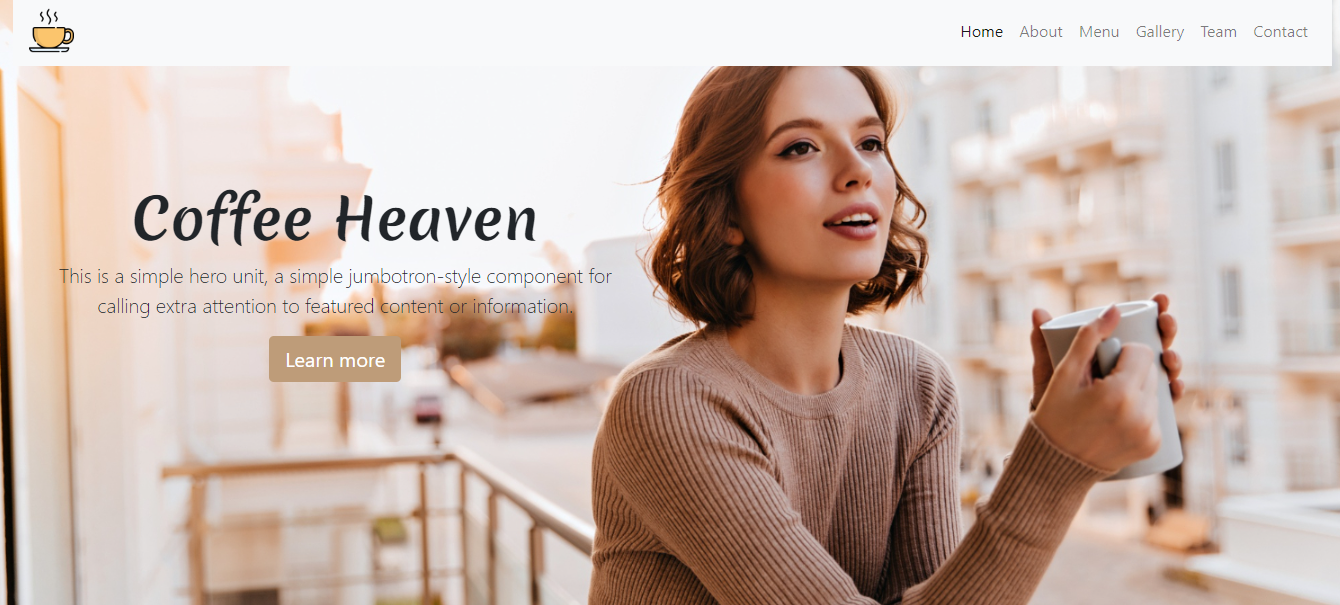 Home About Menu Gallery Team Contact
Coffee Heaven
This is a simple hero unit, a simple jumbotron-style component for
calling extra attention to featured content or information.
Learn more